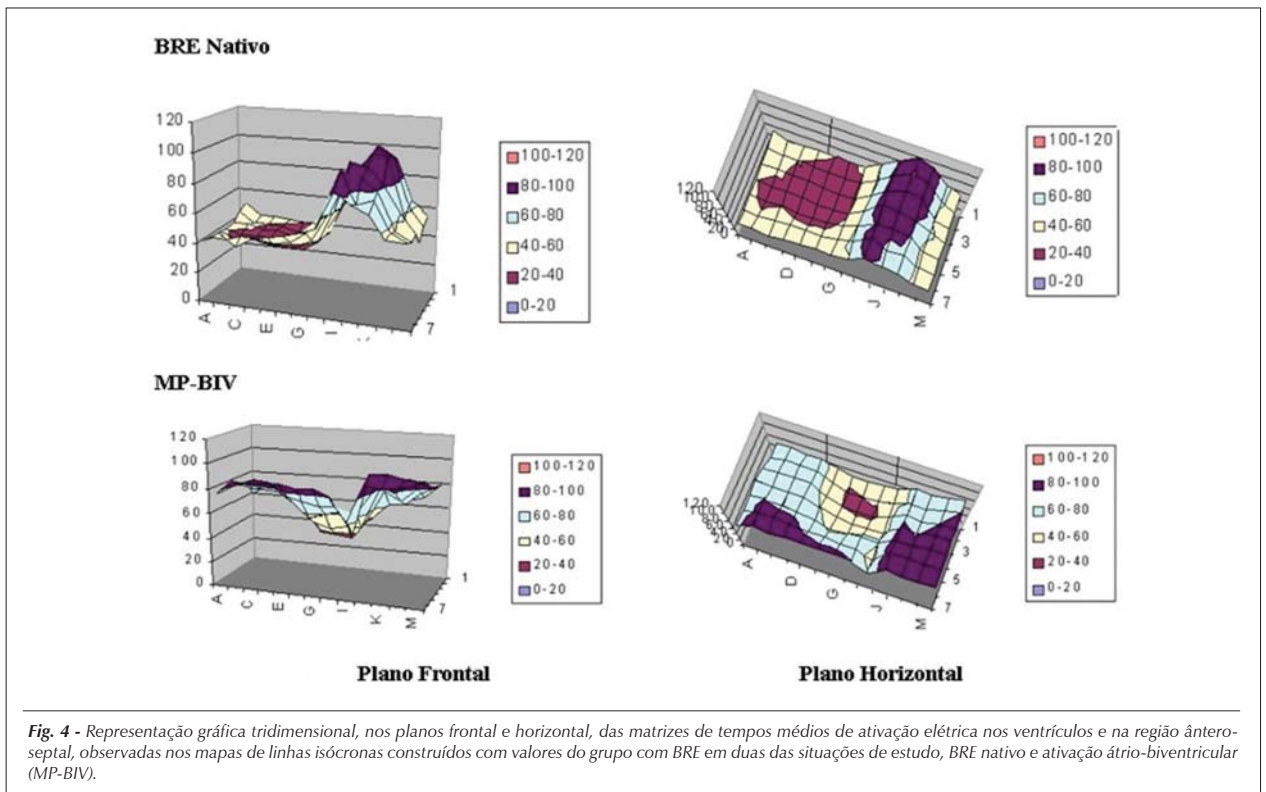 BRE Nativo
120
100
80
60
40
20
0
A
C
E
G
I
1
7
100-120
80-100
60-80
40-60
20-40
0-20
A
D
G
J
M
1
3
5
7
100-120
80-100
60-80
40-60
20-40
0-20
MP-BIV
120
100
80
60
40
20
0
A
C
E
G
I
K
M
1
7
100-120
80-100
60-80
40-60
20-40
0-20
A
D
G
J
M
1
3
5
7
100-120
80-100
60-80
40-60
20-40
0-20
Plano Frontal
Plano Horizontal
Fig. 4 - Representação gráfica tridimensional, nos planos frontal e horizontal, das matrizes de tempos médios de ativação elétrica nos ventrículos e na região ântero-
septal, observadas nos mapas de linhas isócronas construídos com valores do grupo com BRE em duas das situações de estudo, BRE nativo e ativação átrio-biventricular
(MP-BIV).